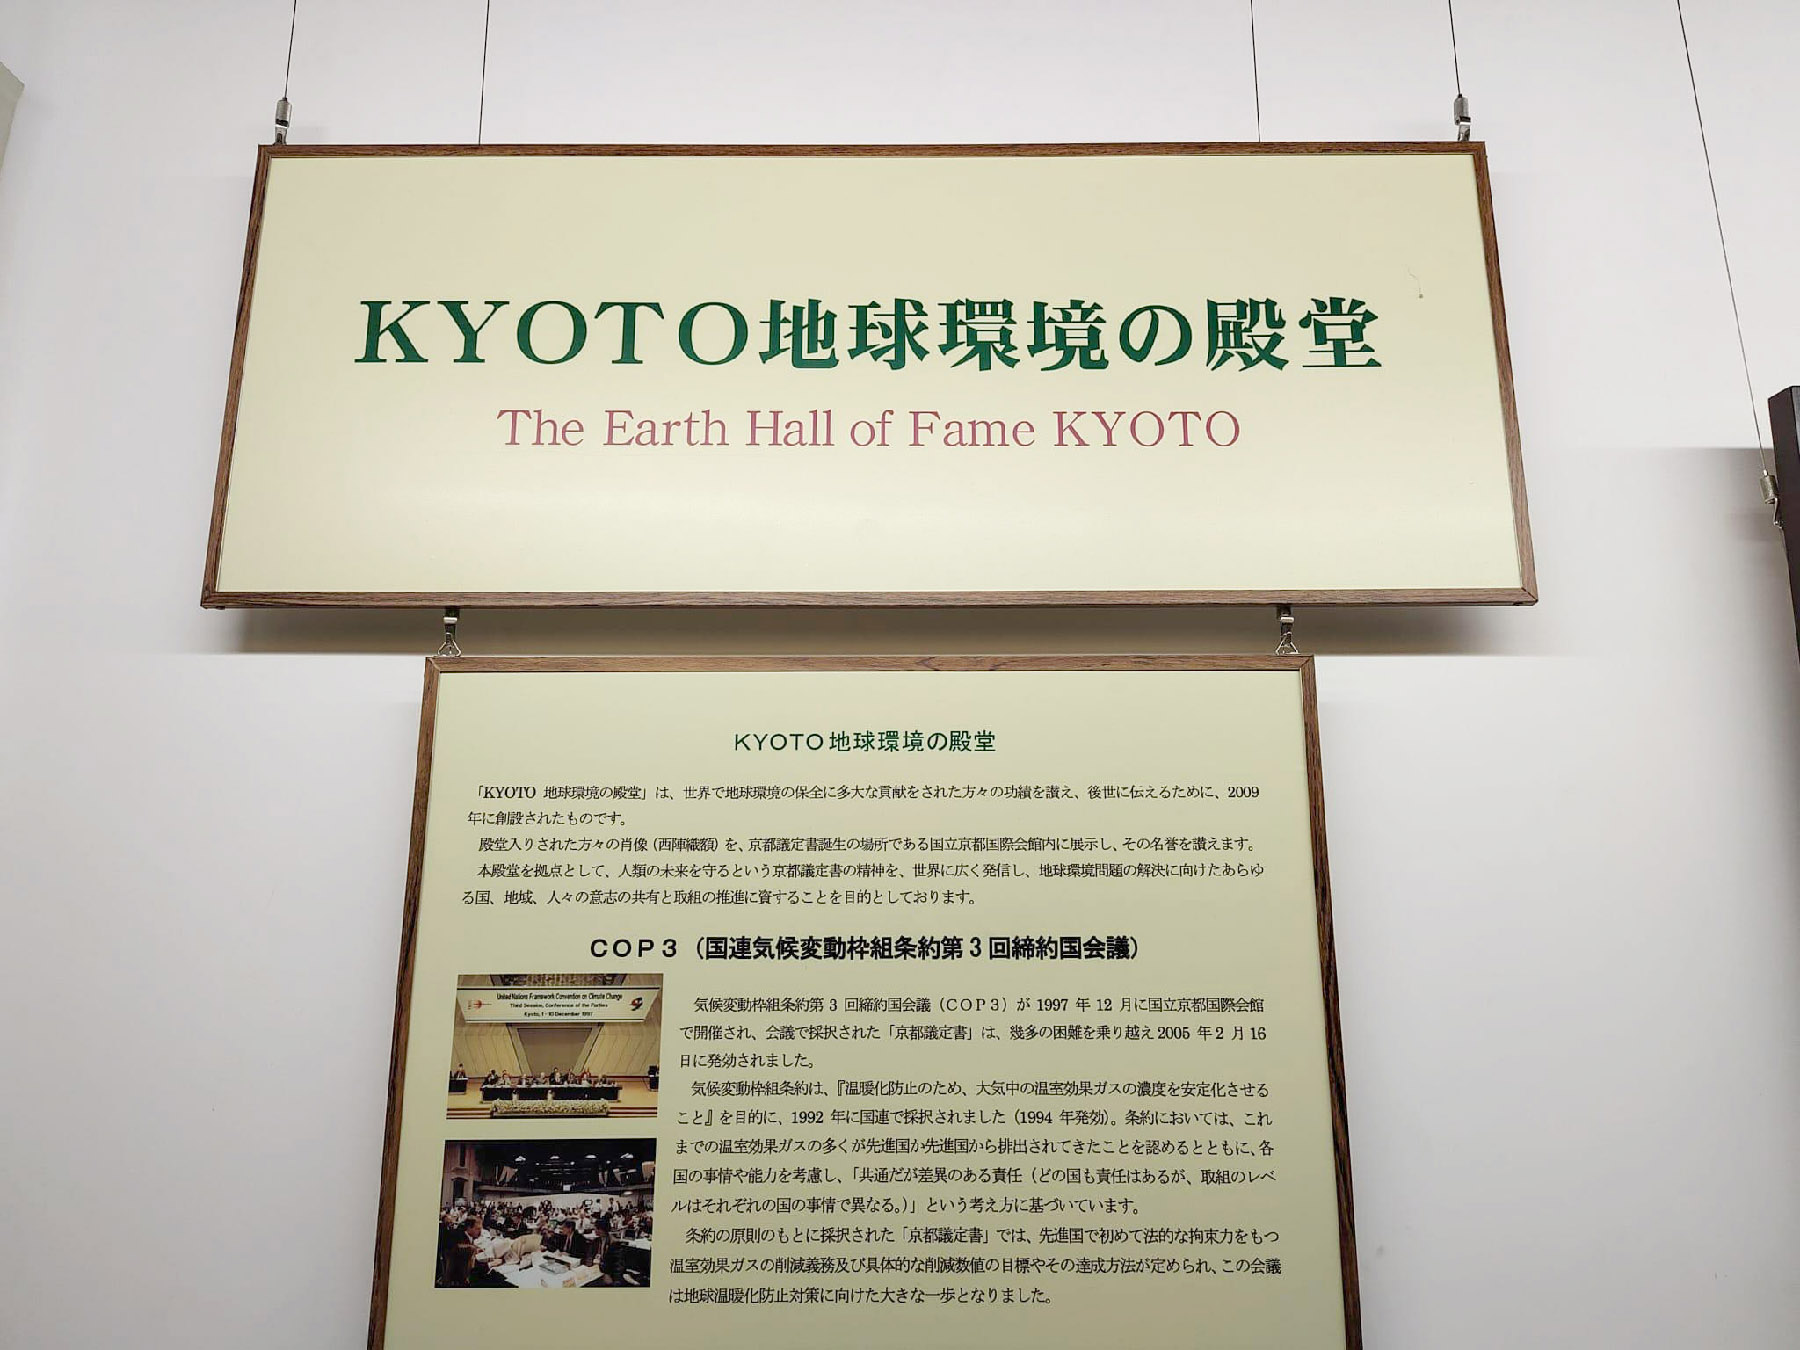 KYOTO地球環境の殿堂
The Earth Hall of Fame KYOTO
KYOTO地球環境の殿堂
「KYOTO 地球環境の殿堂」は、世界で地球環境の保全に多大な貢献をされた方々の功績を讃え、後世に伝えるために、2009
年に創設されたものです。
殿堂入りされた方々の肖像（西陣織額）を、京都議定書誕生の場所である国立京都国際会館内に展示し、その名誉を讃えます。
本殿堂を拠点として、人類の未来を守るという京都議定書の精神を、世界に広く発信し、地球環境問題の解決に向けたあらゆ
る国、地域、人々の意志の共有と取組の推進に資することを目的としております。
COP3（国連気候変動枠組条約第3回締約国会議）
United Nations Framework Convention on Climate Change
Third Session, Conference of the Parties
Kyoto, 1 - 10 December 1997
気候変動枠組条約第3回締約国会議（COP3）が1997年12月に国立京都国際会館
で開催され、会議で採択された「京都議定書」は、幾多の困難を乗り越え2005年2月16
日に発効されました。
気候変動枠組条約は、『温暖化防止のため、大気中の温室効果ガスの濃度を安定化させる
こと』を目的に、1992年に国連で採択されました（1994年発効）。条約においては、これ
までの温室効果ガスの多くが先進国か先進国から排出されてきたことを認めるとともに、各
国の事情や能力を考慮し、「共通だが差異のある責任（どの国も責任はあるが、取組のレベ
ルはそれぞれの国の事情で異なる。）」という考え方に基づいています。
条約の原則のもとに採択された「京都議定書」では、先進国で初めて法的な拘束力をもつ
温室効果ガスの削減義務及び具体的な削減数値の目標やその達成方法が定められ、この会議
は地球温暖化防止対策に向けた大きな一歩となりました。